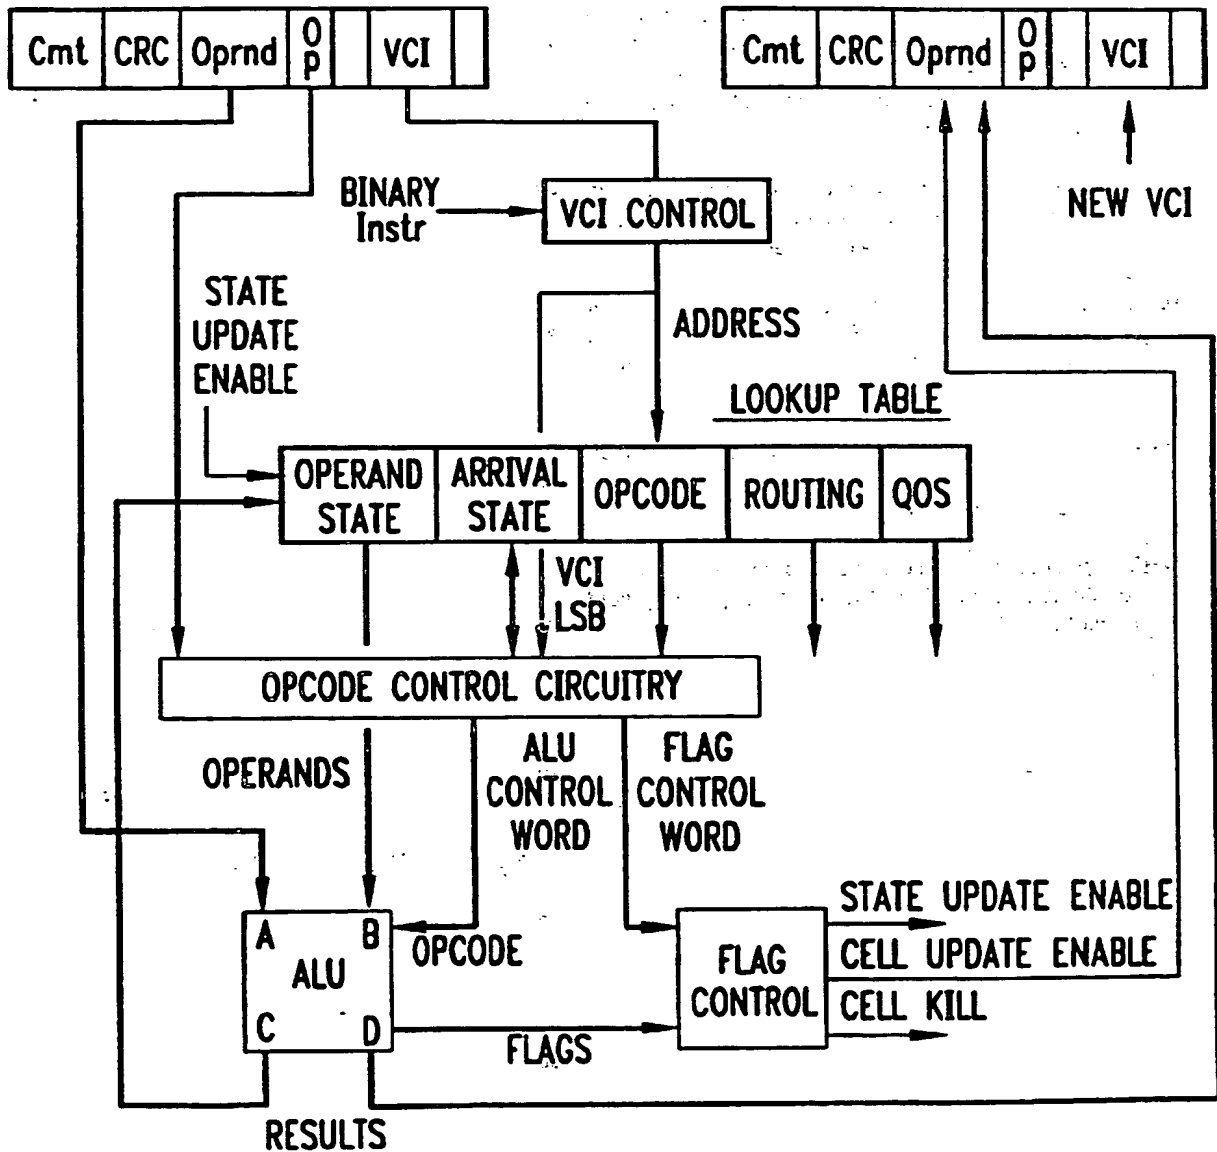 Cmt CRC Oprnd Op VCI
Cmt CRC Oprnd Op VCI
BINARY
Instr
VCI CONTROL
NEW VCI
STATE
UPDATE
ENABLE
ADDRESS
LOOKUP TABLE
OPERAND
STATE
ARRIVAL
STATE
OPCODE
ROUTING
QOS
VCI
LSB
OPCODE CONTROL CIRCUITRY
OPERANDS
ALU
CONTROL
WORD
FLAG
CONTROL
WORD
A B
ALU
C D
OPCODE
FLAGS
FLAG
CONTROL
STATE UPDATE ENABLE
CELL UPDATE ENABLE
CELL KILL
RESULTS